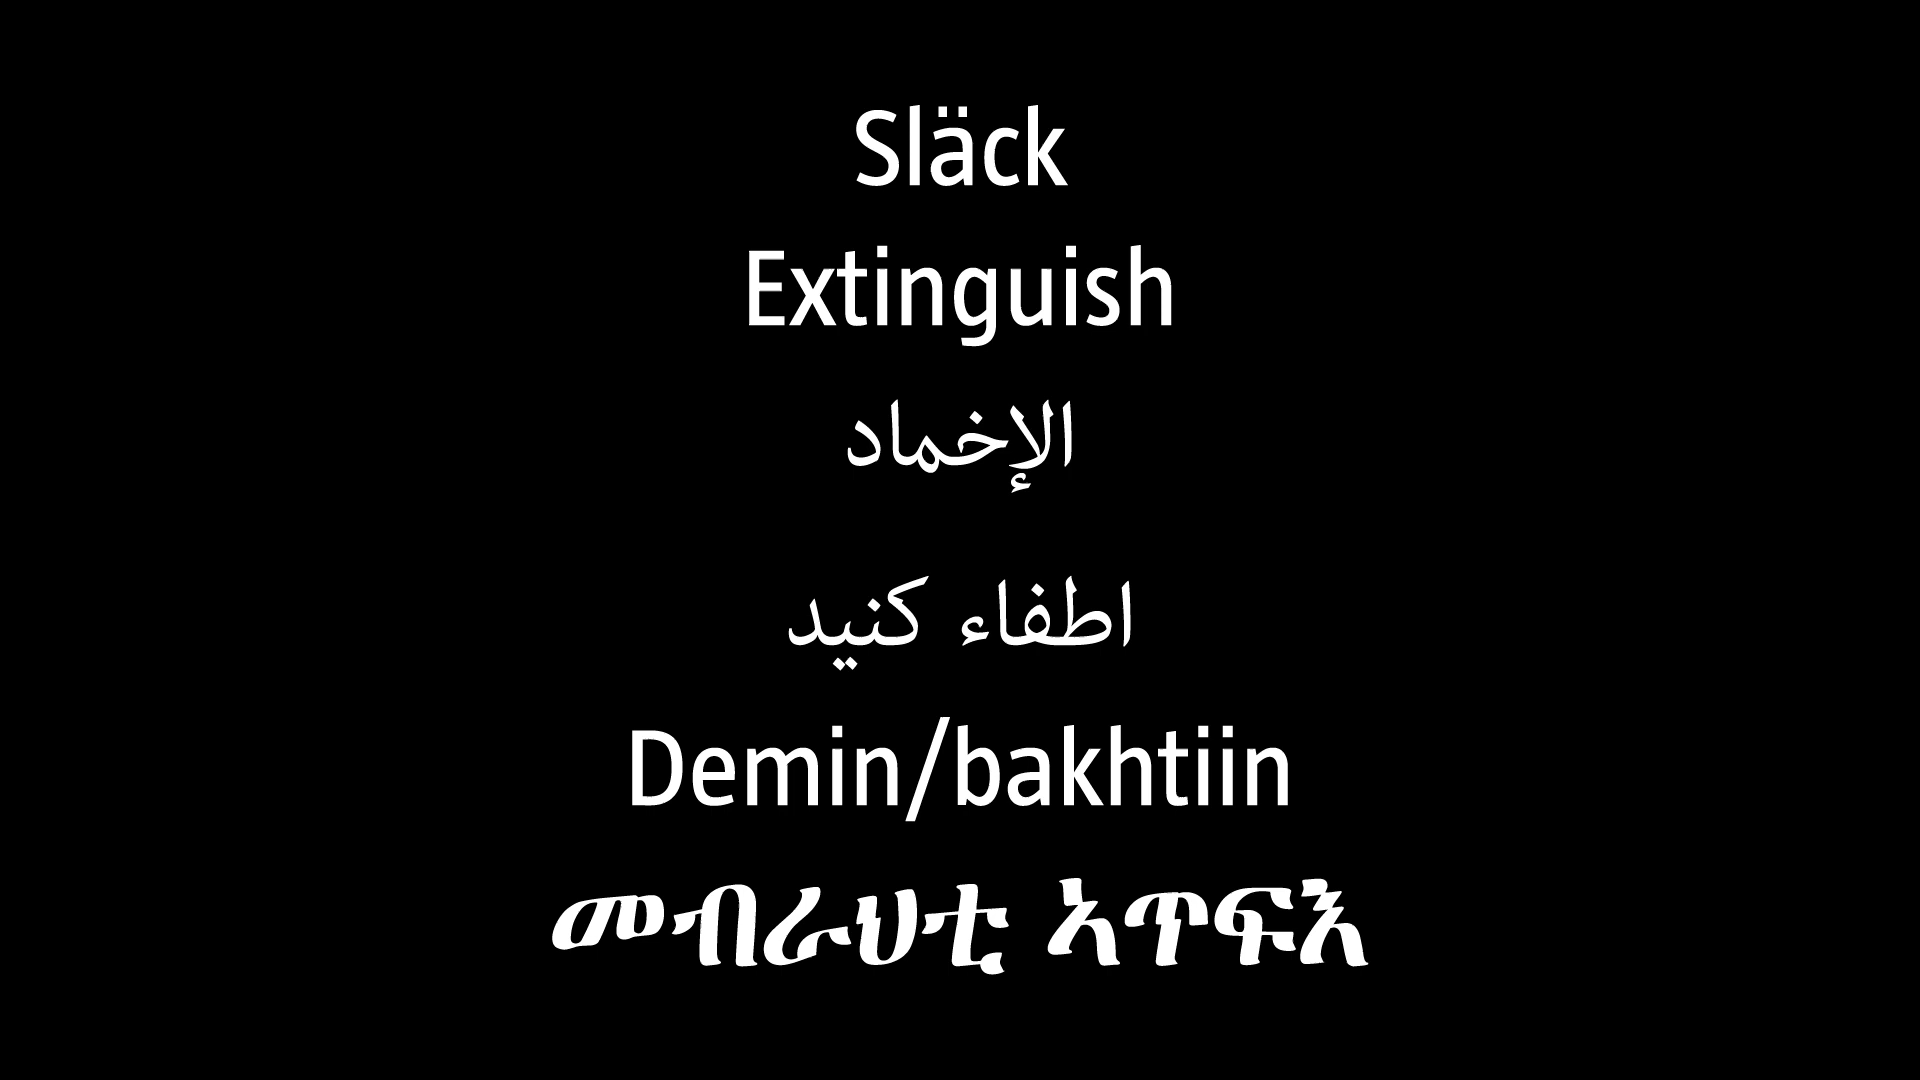 Släck
Extinguish
الإخماد
اطفاء کنید
Demin/bakhtiin
መብራህቲ ኣጥፍእ